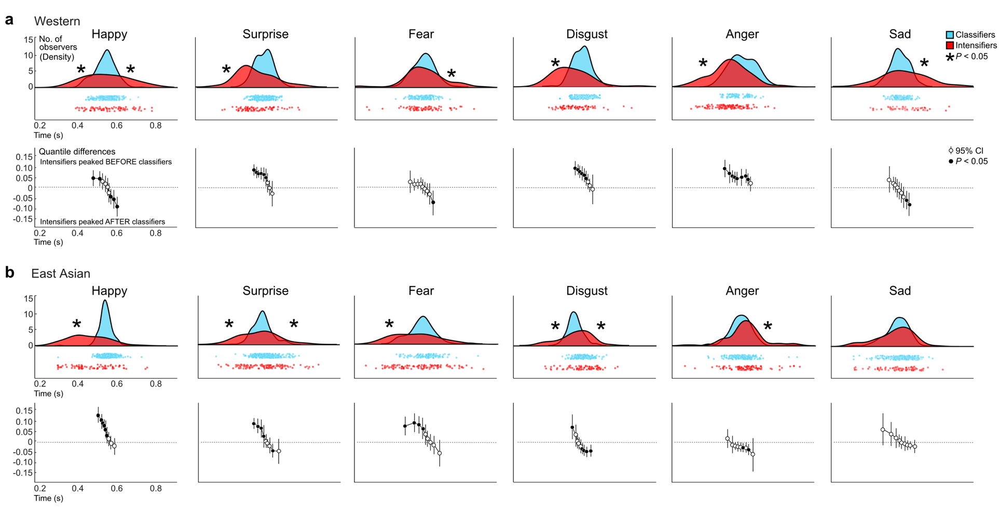 a Western
Happy Surprise Fear Disgust Anger Sad
15 No. of
observers
10 (Density)
5
0
* * * * * * *
Classifiers
Intensifiers
* P < 0.05
0.2 0.4 0.6 0.8
Time (s)
Quantile differences
Intensifiers peaked BEFORE classifiers
0.15
0.10
0.05
0
-0.05
-0.10
-0.15
Intensifiers peaked AFTER classifiers
95% CI
P < 0.05
0.2 0.4 0.6 0.8
Time (s)
b East Asian
Happy Surprise Fear Disgust Anger Sad
15
10
5
0
* * * * * * *
0.2 0.4 0.6 0.8
Time (s)
0.15
0.10
0.05
0
-0.05
-0.10
-0.15
0.2 0.4 0.6 0.8
Time (s)